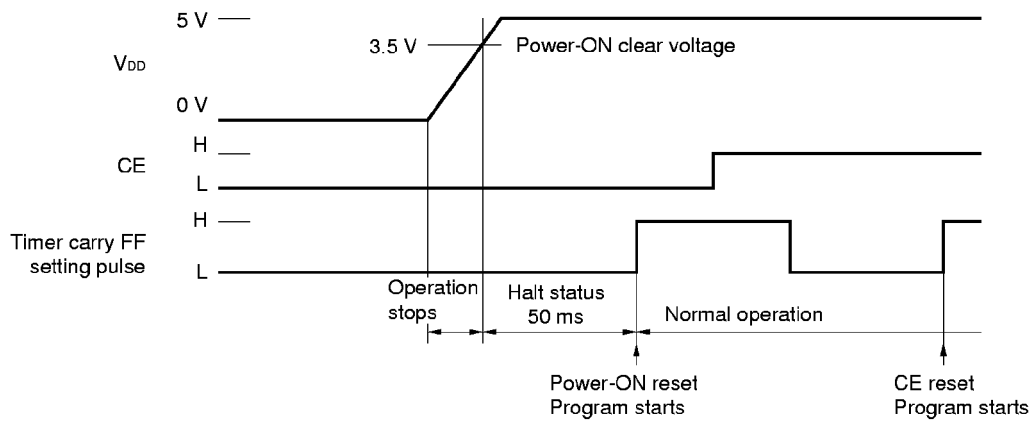 5 V
3.5 V
Power-ON clear voltage
VDD
0 V
H
CE
L
H
Timer carry FF
setting pulse
L
Operation
stops
Halt status
50 ms
Normal operation
Power-ON reset
Program starts
CE reset
Program starts